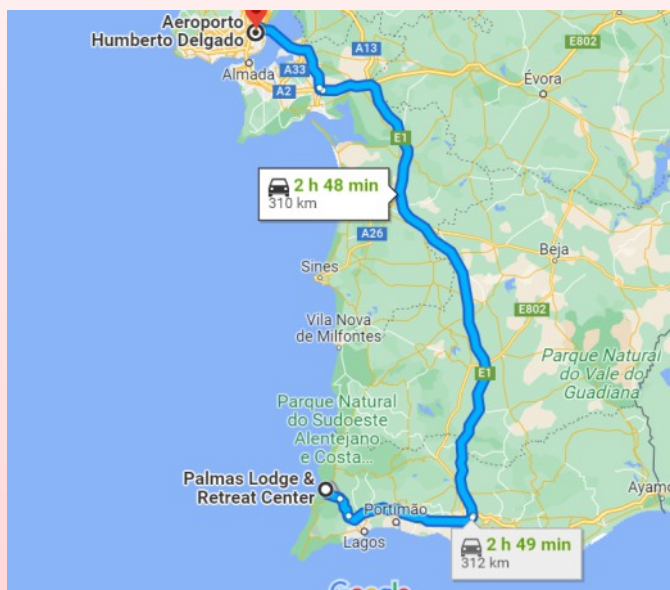 Aeroporto
Humberto Delgado
Almada
A33
A2
A13
E802
Évora
E1
2 h 48 min
310 km
A26
Sines
Beja
E802
Vila Nova
de Milfontes
E1
Parque Natural
do Vale do
Guadiana
Parque Natural
do Sudoeste
Alentejano
e Costa...
Palmas Lodge &
Retreat Center
Portimão
Lagos
Ayamo
2 h 49 min
312 km
Google